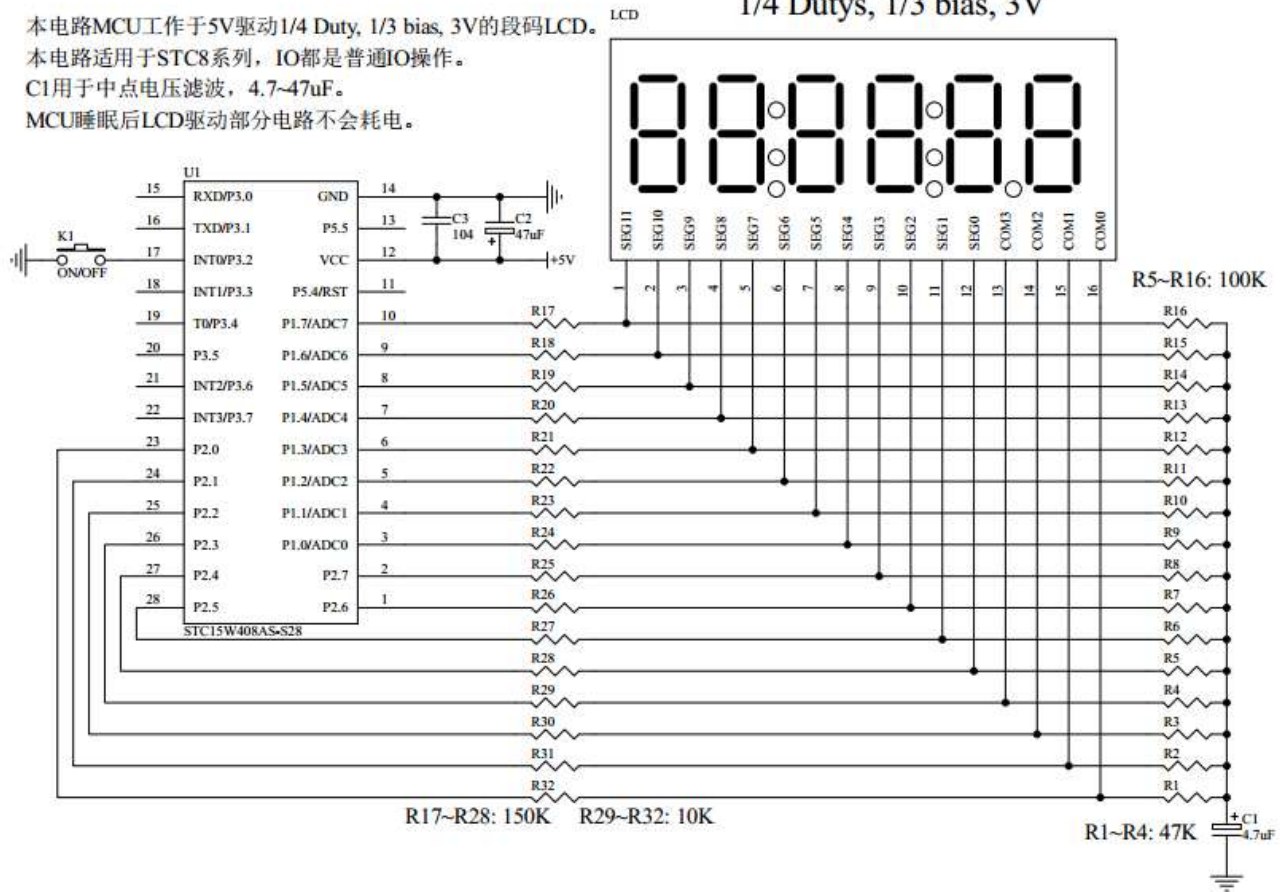 本电路MCU工作于5V驱动1/4 Duty, 1/3 bias, 3V的段码LCD。
本电路适用于STC8系列，IO都是普通IO操作。
C1用于中点电压滤波，4.7~47uF。
MCU睡眠后LCD驱动部分电路不会耗电。
LCD
1/4 Dutys, 1/3 bias, 3V
SEG11 SEG10 SEG9 SEG8 SEG7 SEG6 SEG5 SEG4 SEG3 SEG2 SEG1 SEG0 COM3 COM2 COM1 COM0
1 2 3 4 5 6 7 8 9 10 11 12 13 14 15 16
R5~R16: 100K
U1
15 RXD/P3.0 GND 14
16 TXD/P3.1 P5.5 13
17 INT0/P3.2 VCC 12
18 INT1/P3.3 P5.4/RST 11
19 T0/P3.4 P1.7/ADC7 10
20 P3.5 P1.6/ADC6 9
21 INT2/P3.6 P1.5/ADC5 8
22 INT3/P3.7 P1.4/ADC4 7
23 P2.0 P1.3/ADC3 6
24 P2.1 P1.2/ADC2 5
25 P2.2 P1.1/ADC1 4
26 P2.3 P1.0/ADC0 3
27 P2.4 P2.7 2
28 P2.5 P2.6 1
STC15W408AS-S28
K1
ON/OFF
C3
104
C2
+
47uF
+5V
R17 R16
R18 R15
R19 R14
R20 R13
R21 R12
R22 R11
R23 R10
R24 R9
R25 R8
R26 R7
R27 R6
R28 R5
R29 R4
R30 R3
R31 R2
R32 R1
R17~R28: 150K R29~R32: 10K
R1~R4: 47K
+ C1
4.7uF